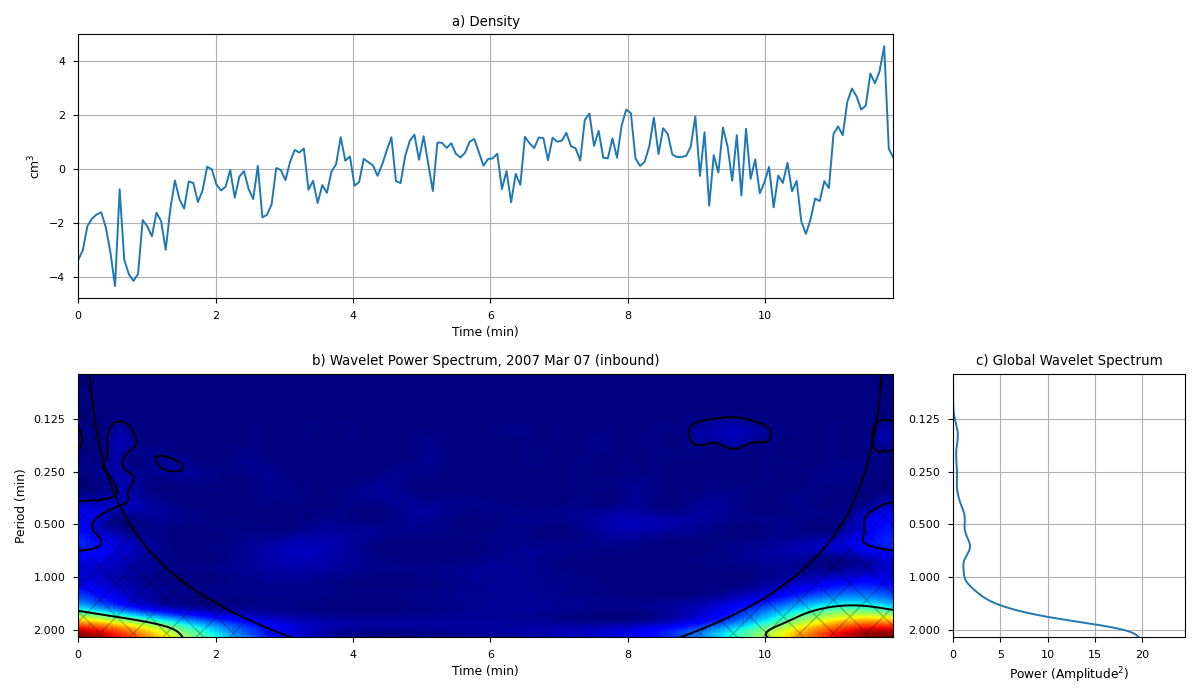 a) Density
4
2
0
−2
−4
cm³
0 2 4 6 8 10
Time (min)
b) Wavelet Power Spectrum, 2007 Mar 07 (inbound)
0.125
0.250
0.500
1.000
2.000
Period (min)
0 2 4 6 8 10
Time (min)
c) Global Wavelet Spectrum
0.125
0.250
0.500
1.000
2.000
0 5 10 15 20
Power (Amplitude²)